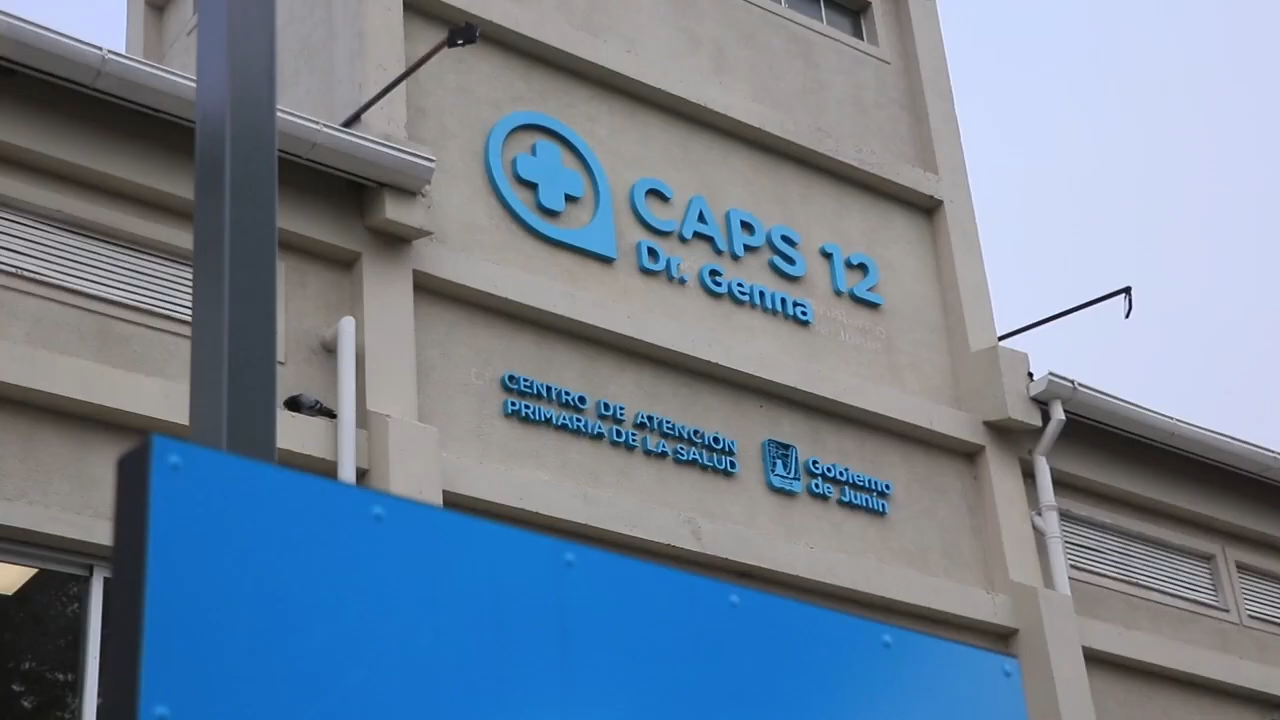 CAPS 12
Dr. Genna
CENTRO DE ATENCIÓN
PRIMARIA DE LA SALUD
Gobierno
de Junín